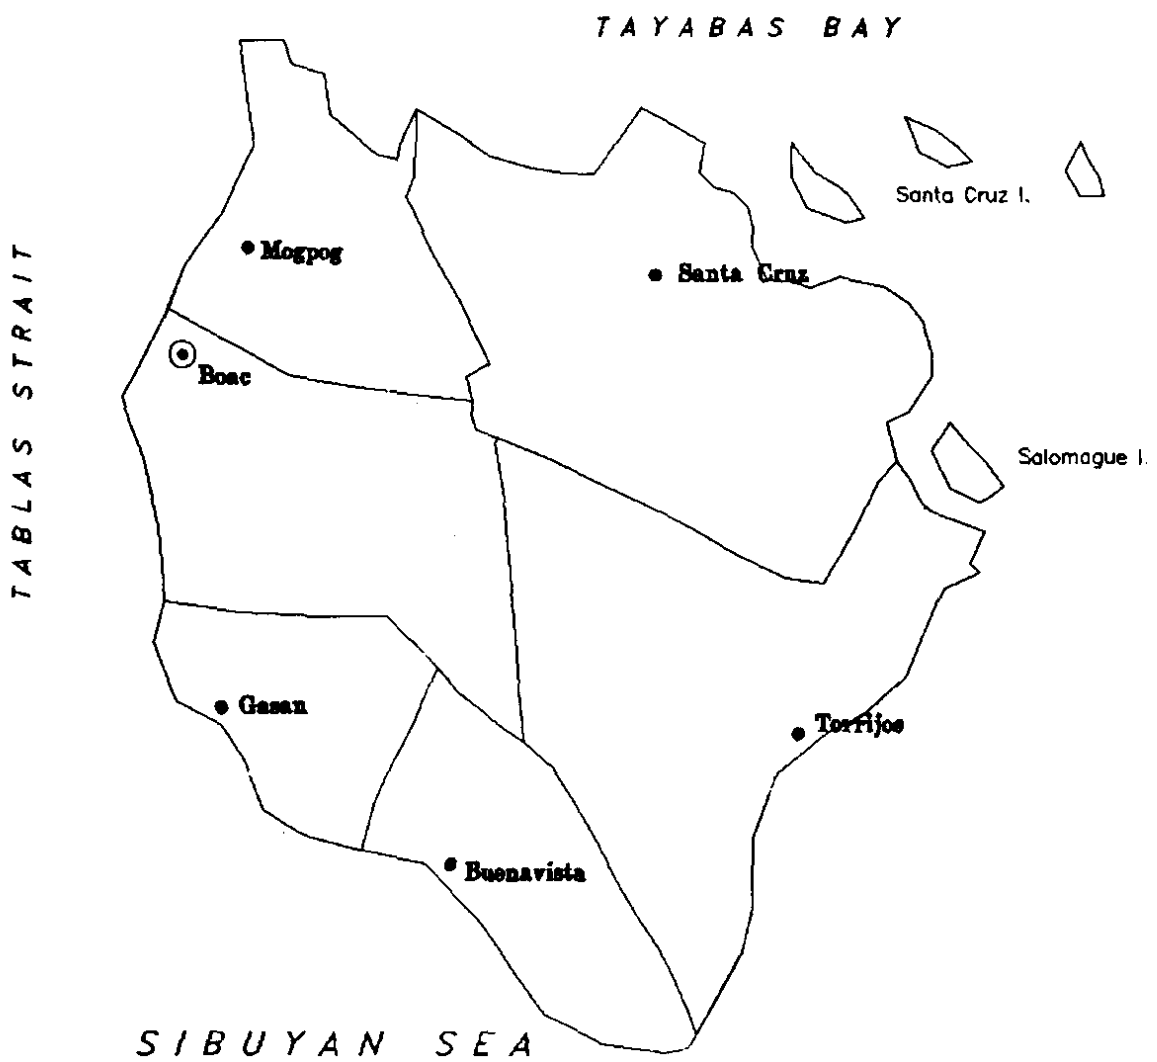 TAYABAS BAY
Santa Cruz I.
Mogpog
Santa Cruz
TABLAS STRAIT
Boac
Salomague I.
Gasan
Torrijos
Buenavista
SIBUYAN SEA